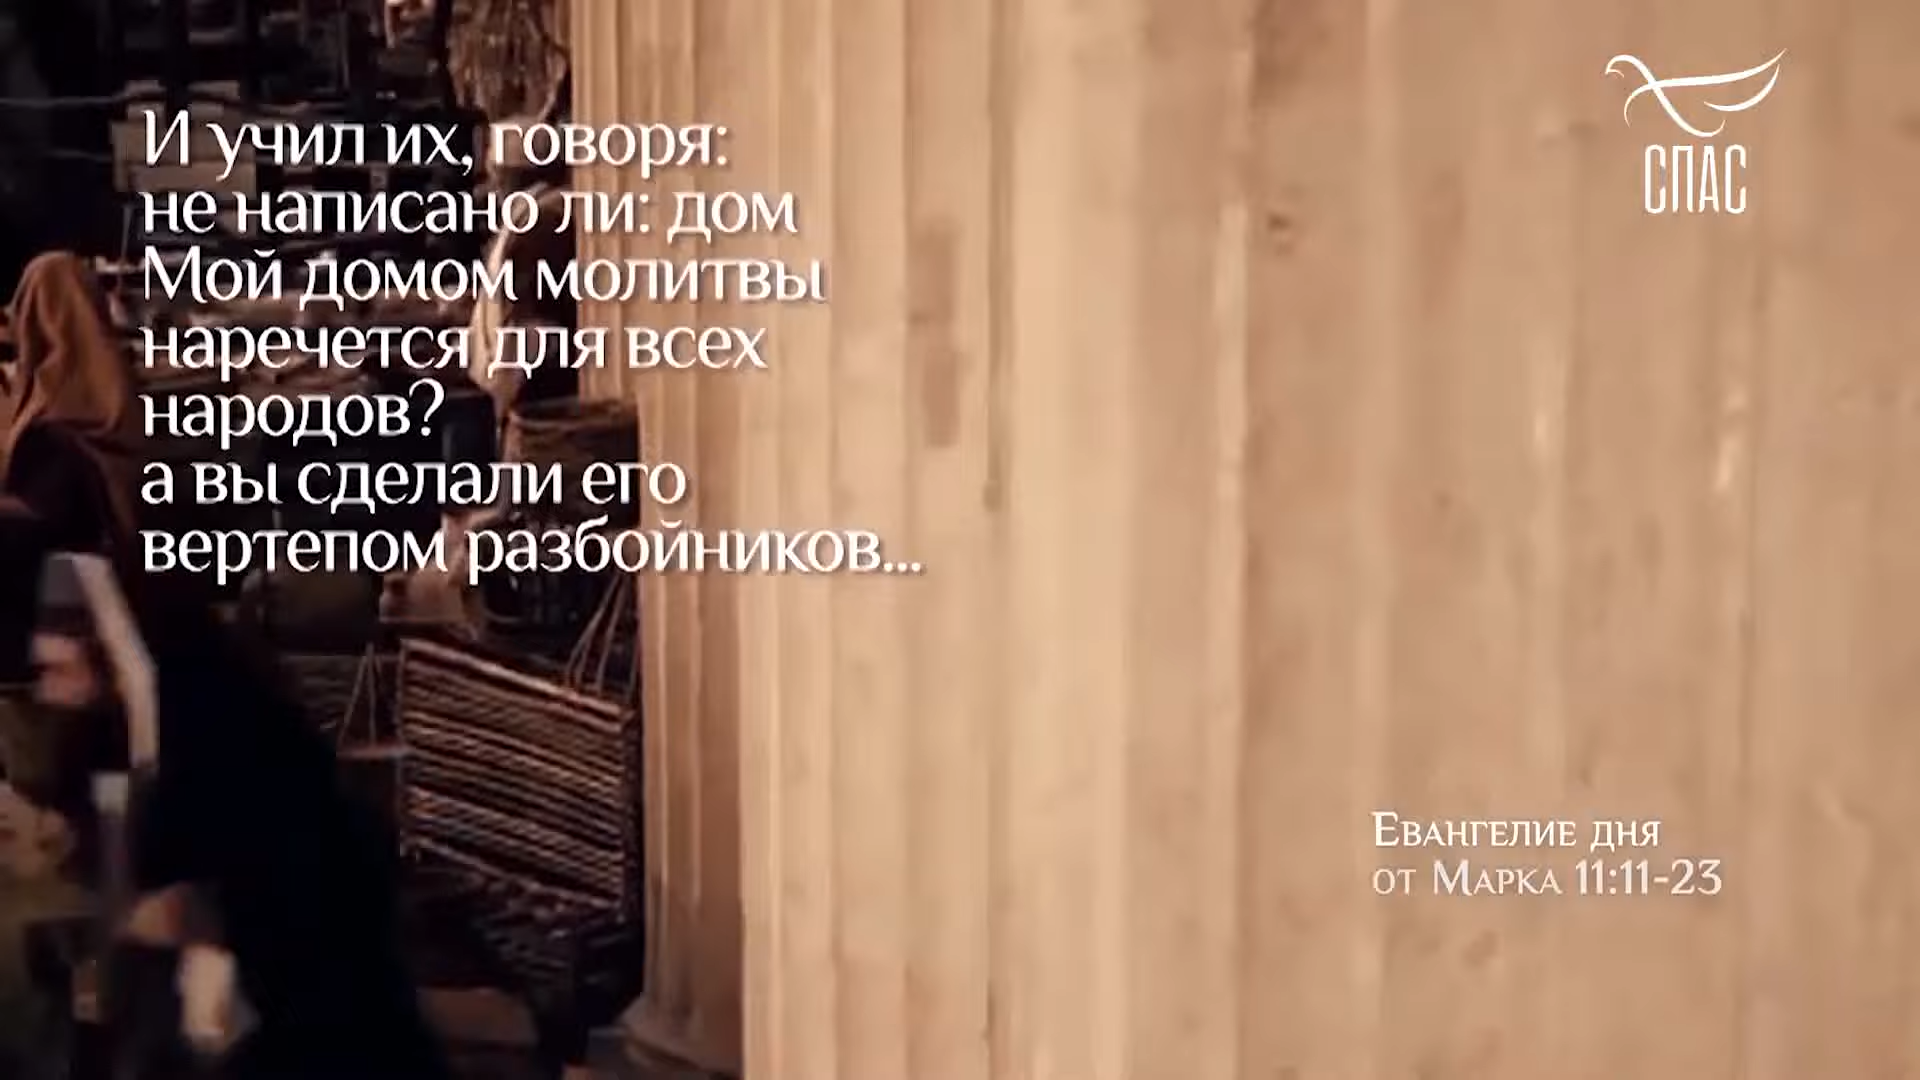 И учил их, говоря:
не написано ли: дом
Мой домом молитвы
наречется для всех
народов?
а вы сделали его
вертепом разбойников...
СПАС
Евангелие дня
от Марка 11:11-23